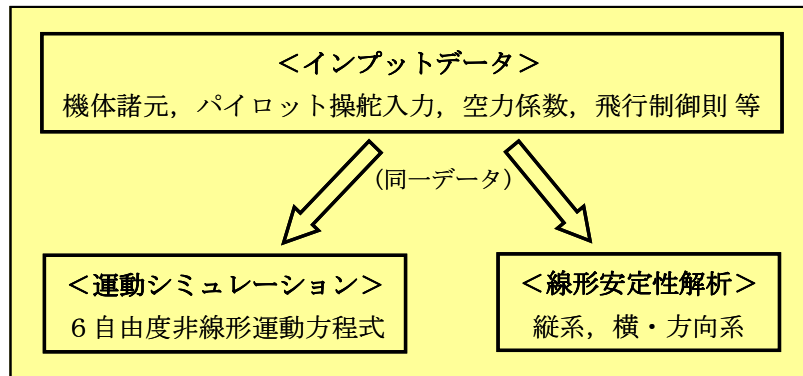 ＜インプットデータ＞
機体諸元，パイロット操舵入力，空力係数，飛行制御則 等
（同一データ）
＜運動シミュレーション＞
６自由度非線形運動方程式
＜線形安定性解析＞
縦系，横・方向系